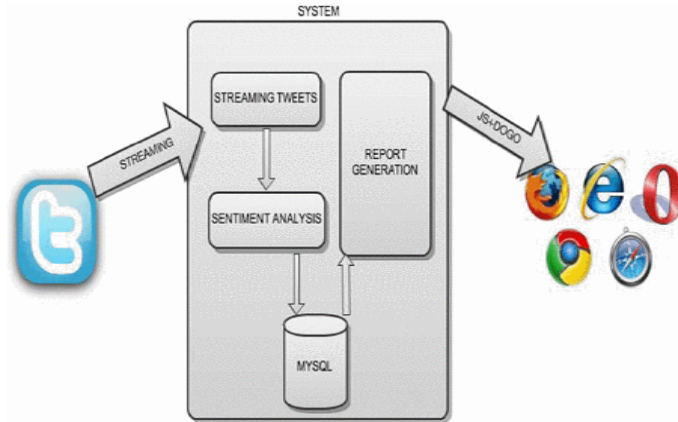 SYSTEM
STREAMING TWEETS
STREAMING
JS+DOGO
REPORT
GENERATION
SENTIMENT ANALYSIS
MYSQL